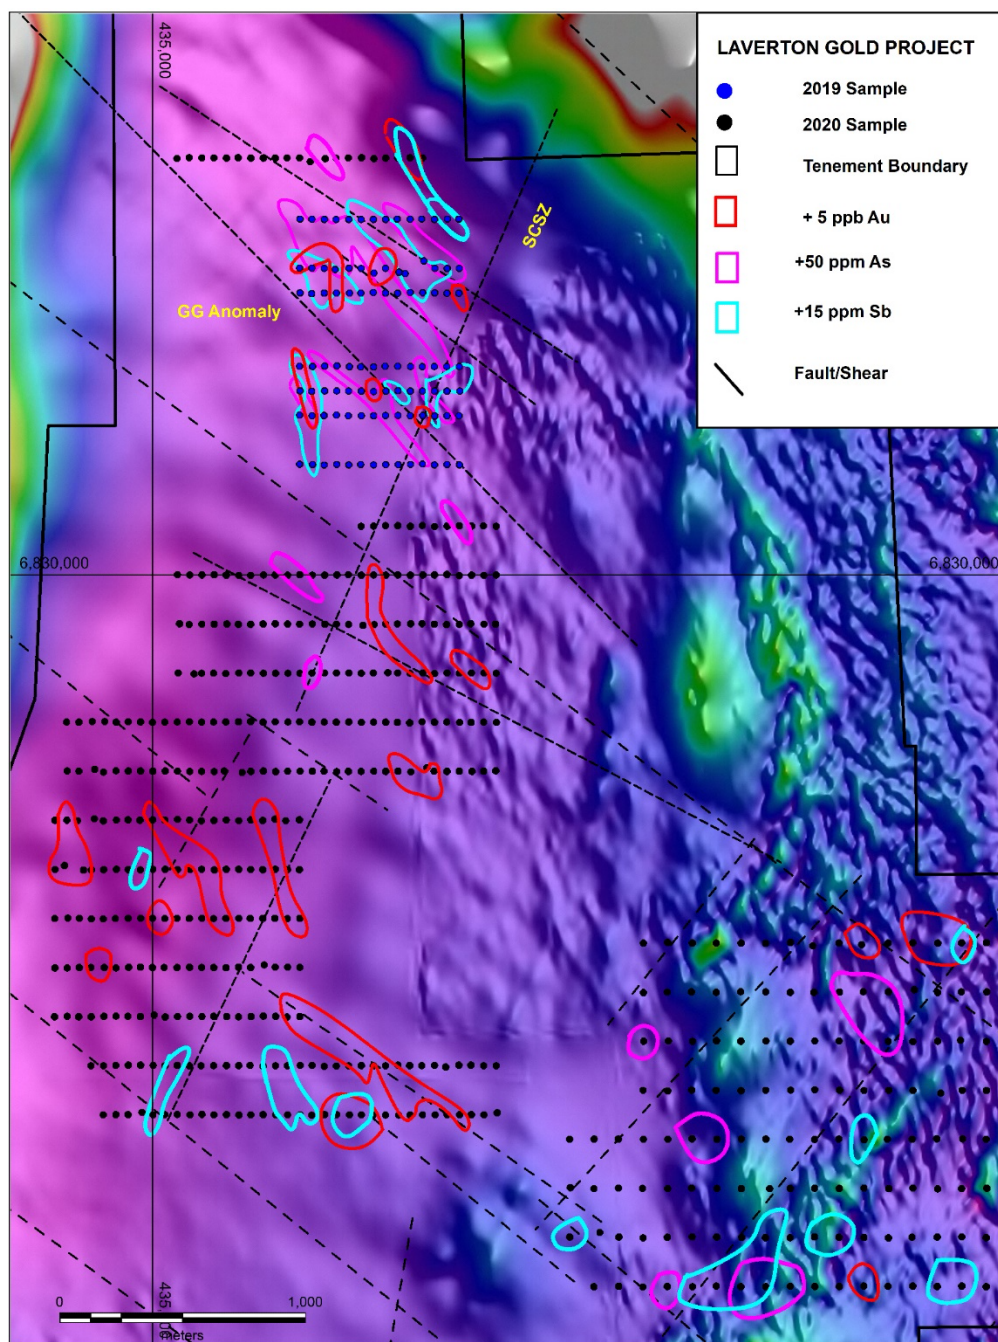 435,000
LAVERTON GOLD PROJECT
2019 Sample
2020 Sample
Tenement Boundary
+ 5 ppb Au
+50 ppm As
+15 ppm Sb
Fault/Shear
SCSZ
GG Anomaly
6,830,000
6,830,000
0
1,000
meters